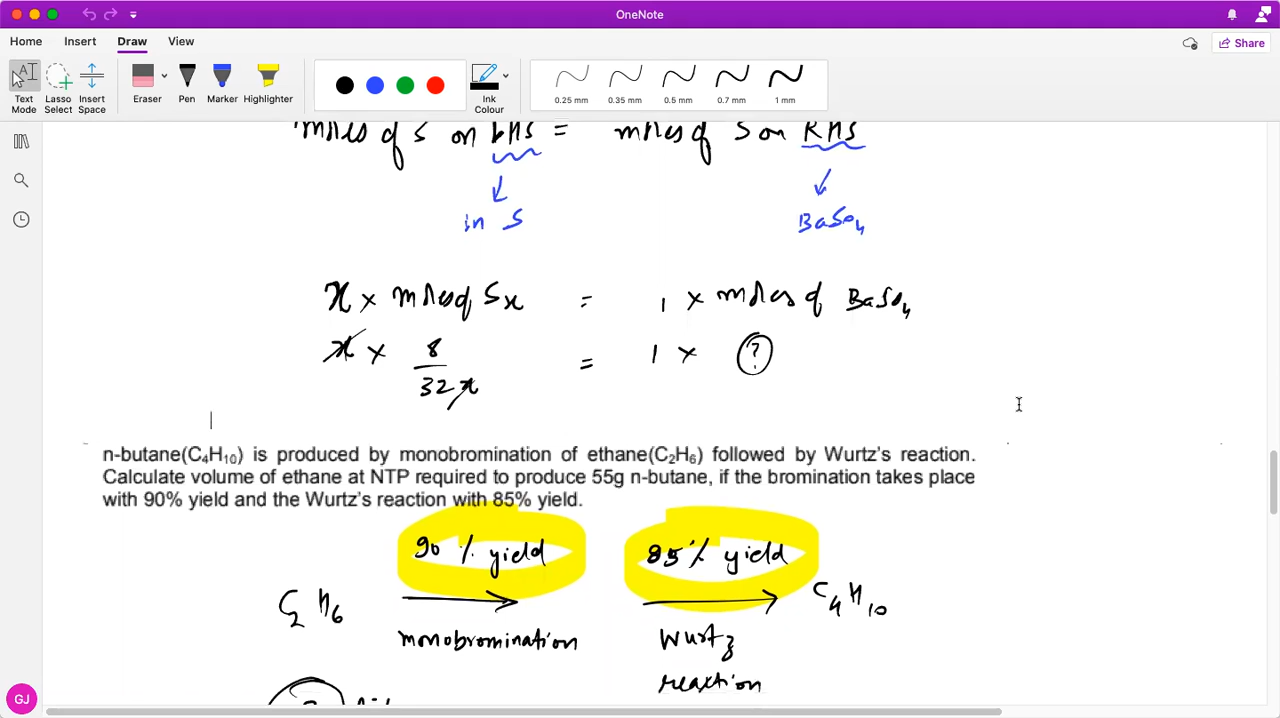 OneNote
Home Insert Draw View
Share
Text Mode
Lasso Select
Insert Space
Eraser
Pen
Marker
Highlighter
Ink Colour
0.25 mm
0.35 mm
0.5 mm
0.7 mm
1 mm
moles of S on LHS = moles of S on RHS
in S BaSO4
x × moles of Sx = 1 × moles of BaSO4
x × 8/32x = 1 × ?
n-butane(C4H10) is produced by monobromination of ethane(C2H6) followed by Wurtz's reaction.
Calculate volume of ethane at NTP required to produce 55g n-butane, if the bromination takes place
with 90% yield and the Wurtz's reaction with 85% yield.
90 % yield 85 % yield
C2H6 C4H10
monobromination Wurtz
reaction
GJ